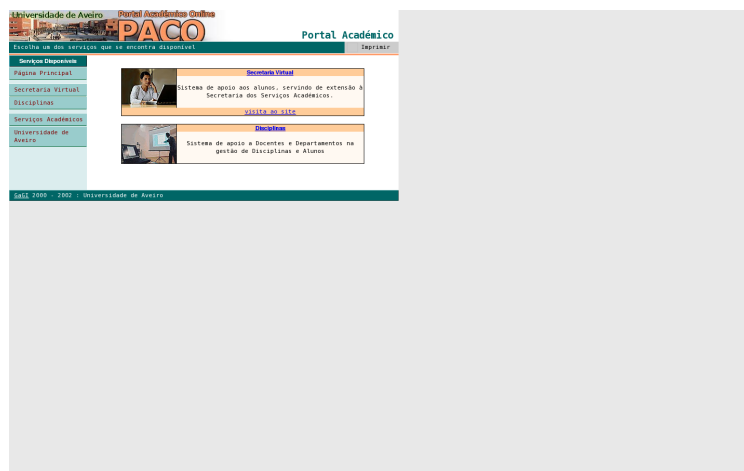 Universidade de Aveiro
Portal Académico Online
PACO
Portal Académico
Escolha um dos serviços que se encontra disponível
Imprimir
Serviços Disponíveis
Página Principal
Secretaria Virtual
Disciplinas
Serviços Académicos
Universidade de
Aveiro
Secretaria Virtual
Sistema de apoio aos alunos, servindo de extensão à
Secretaria dos Serviços Académicos.
visita ao site
Disciplinas
Sistema de apoio a Docentes e Departamentos na
gestão de Disciplinas e Alunos
GaGI 2000 - 2002 : Universidade de Aveiro